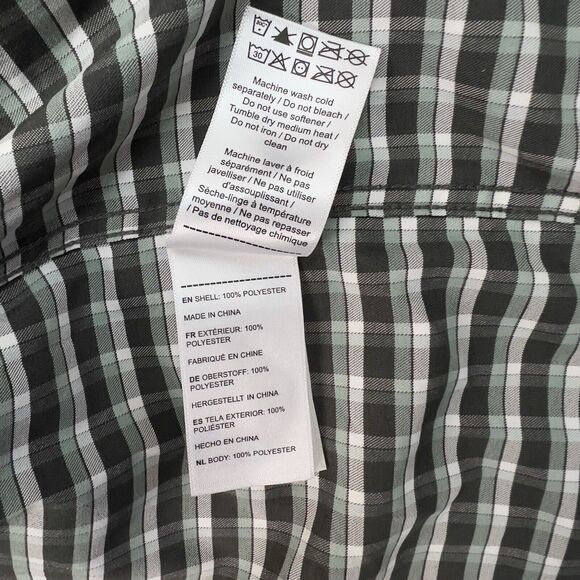 30
Machine wash cold
separately / Do not bleach /
Do not use softener /
Tumble dry medium heat /
Do not iron / Do not dry
clean
Machine laver à froid
séparément / Ne pas
javelliser / Ne pas utiliser
d'assouplissant /
Sèche-linge à température
moyenne / Ne pas repasser
/ Pas de nettoyage chimique
EN SHELL: 100% POLYESTER
MADE IN CHINA
FR EXTÉRIEUR: 100%
POLYESTER
FABRIQUÉ EN CHINE
DE OBERSTOFF: 100%
POLYESTER
HERGESTELLT IN CHINA
ES TELA EXTERIOR: 100%
POLIÉSTER
HECHO EN CHINA
NL BODY: 100% POLYESTER